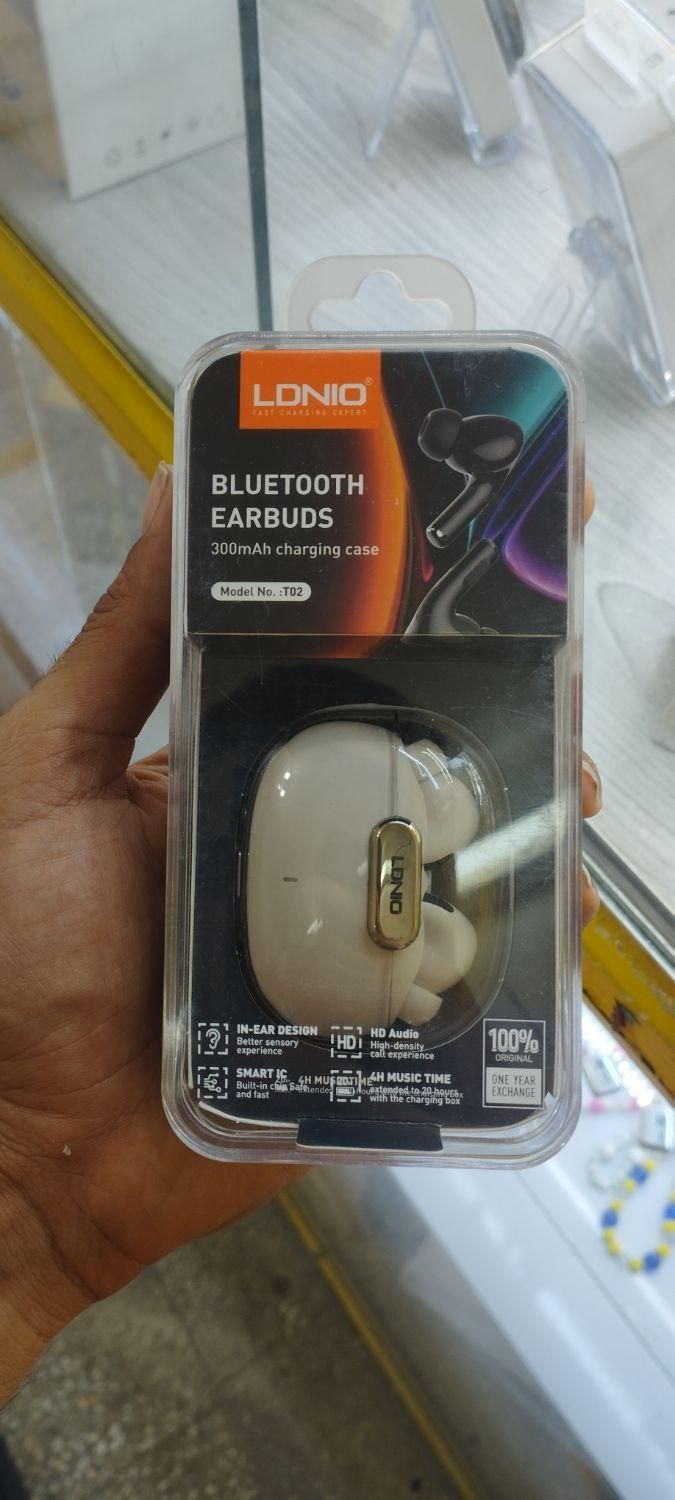 LDNIO®
FAST CHARGING EXPERT
BLUETOOTH
EARBUDS
300mAh charging case
Model No. :T02
LDNIO
IN-EAR DESIGN
Better sensory
experience
HD
HD Audio
High-density
call experience
SMART IC
Built-in chip Safe
and fast
4H MUSIC TIME
extended to 20 hours
with the charging box
100%
ORIGINAL
ONE YEAR
EXCHANGE